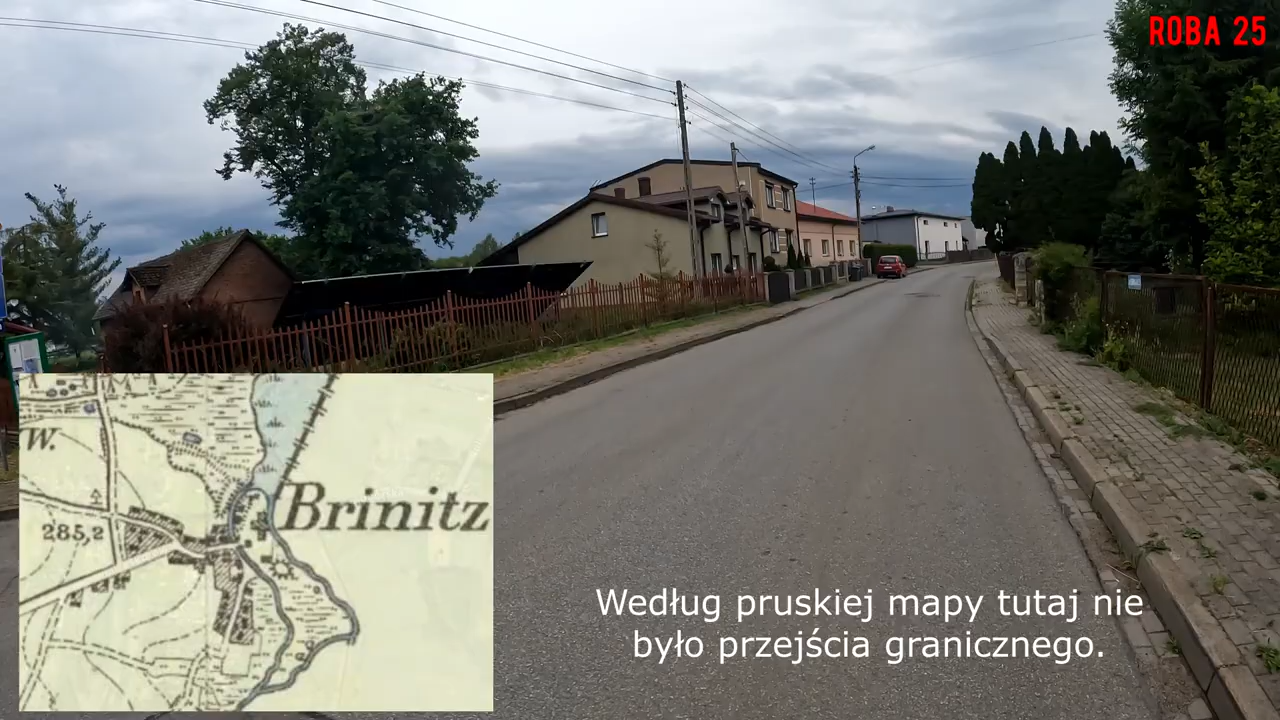 ROBA 25
W.
Brinitz
285,2
Według pruskiej mapy tutaj nie
było przejścia granicznego.